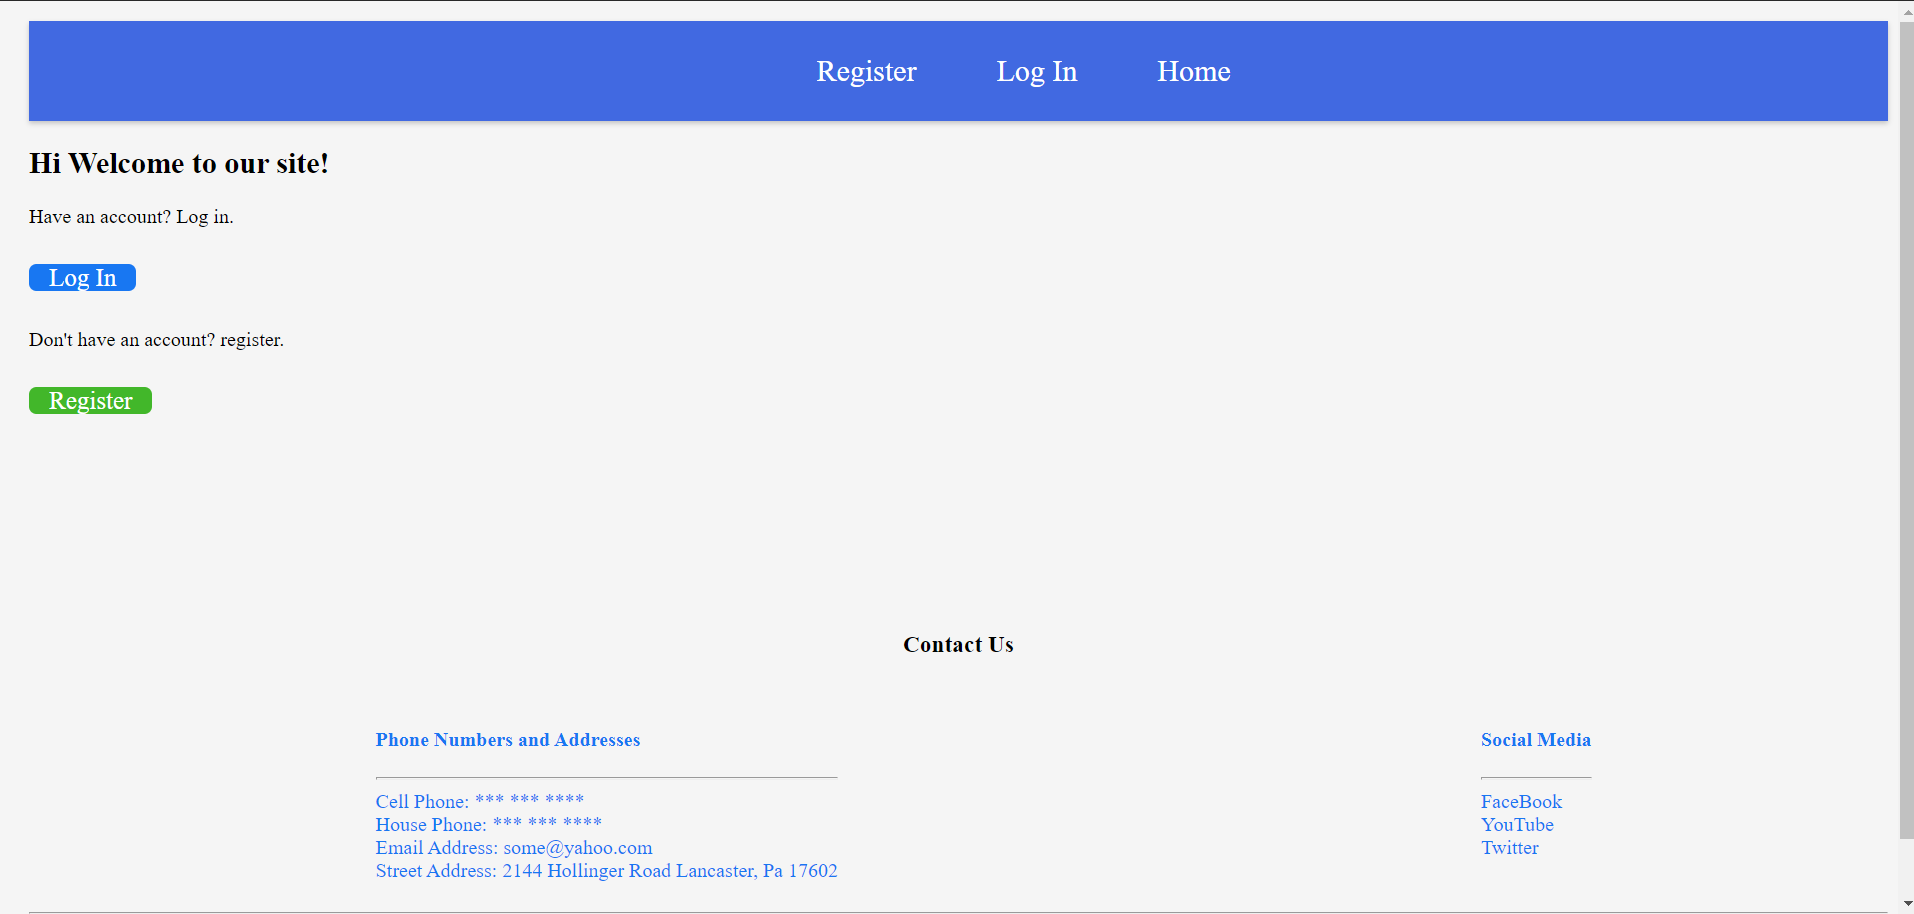 Register Log In Home
Hi Welcome to our site!
Have an account? Log in.
Log In
Don't have an account? register.
Register
Contact Us
Phone Numbers and Addresses
Cell Phone: *** *** ****
House Phone: *** *** ****
Email Address: some@yahoo.com
Street Address: 2144 Hollinger Road Lancaster, Pa 17602
Social Media
FaceBook
YouTube
Twitter